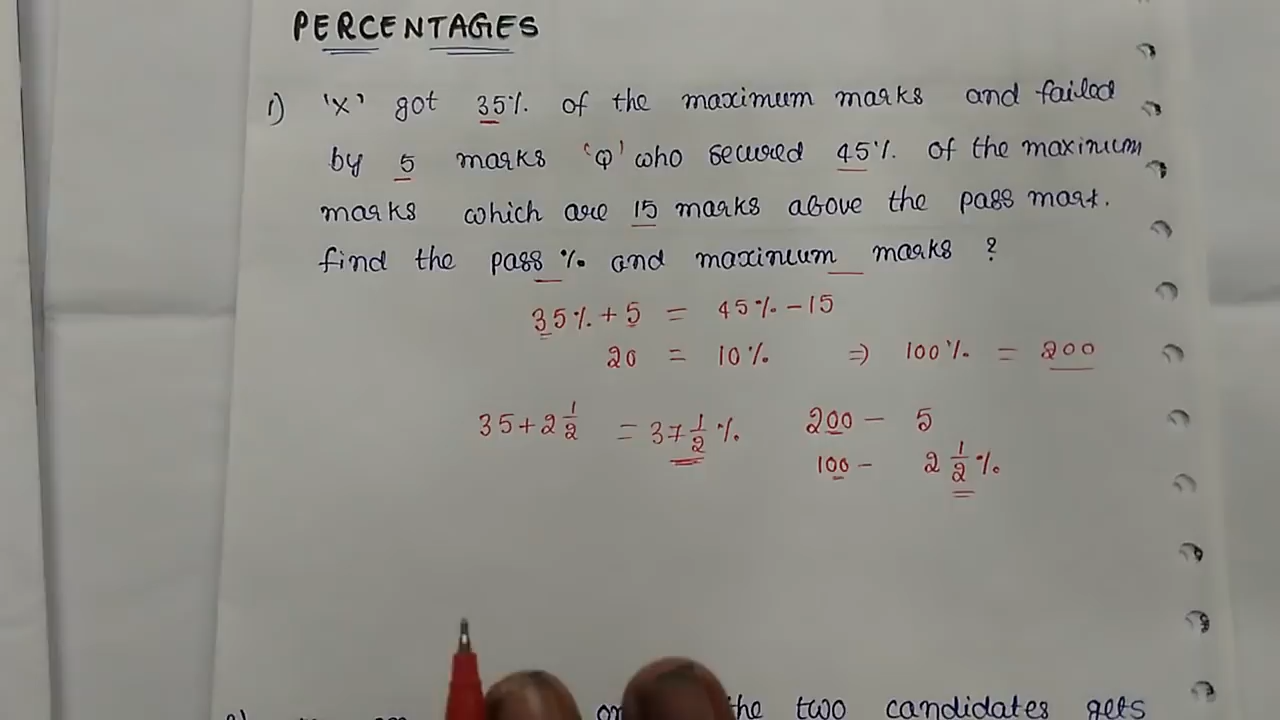 PERCENTAGES
1) 'X' got 35% of the maximum marks and failed
by 5 marks 'Q' who secured 45% of the maximum
marks which are 15 marks above the pass mark.
find the pass % and maximum marks ?
35% + 5 = 45% - 15
20 = 10% ⇒ 100% = 200
35 + 2 1/2 = 37 1/2 % 200 - 5
100 - 2 1/2 %
the two candidates gets